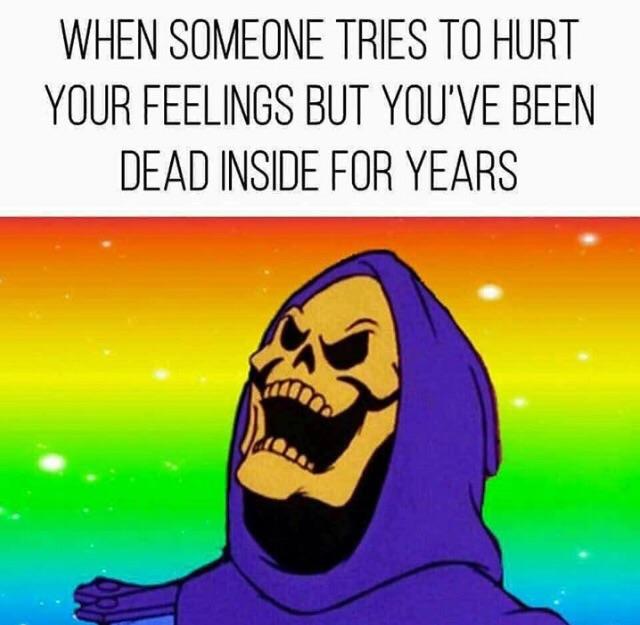 WHEN SOMEONE TRIES TO HURT
YOUR FEELINGS BUT YOU'VE BEEN
DEAD INSIDE FOR YEARS